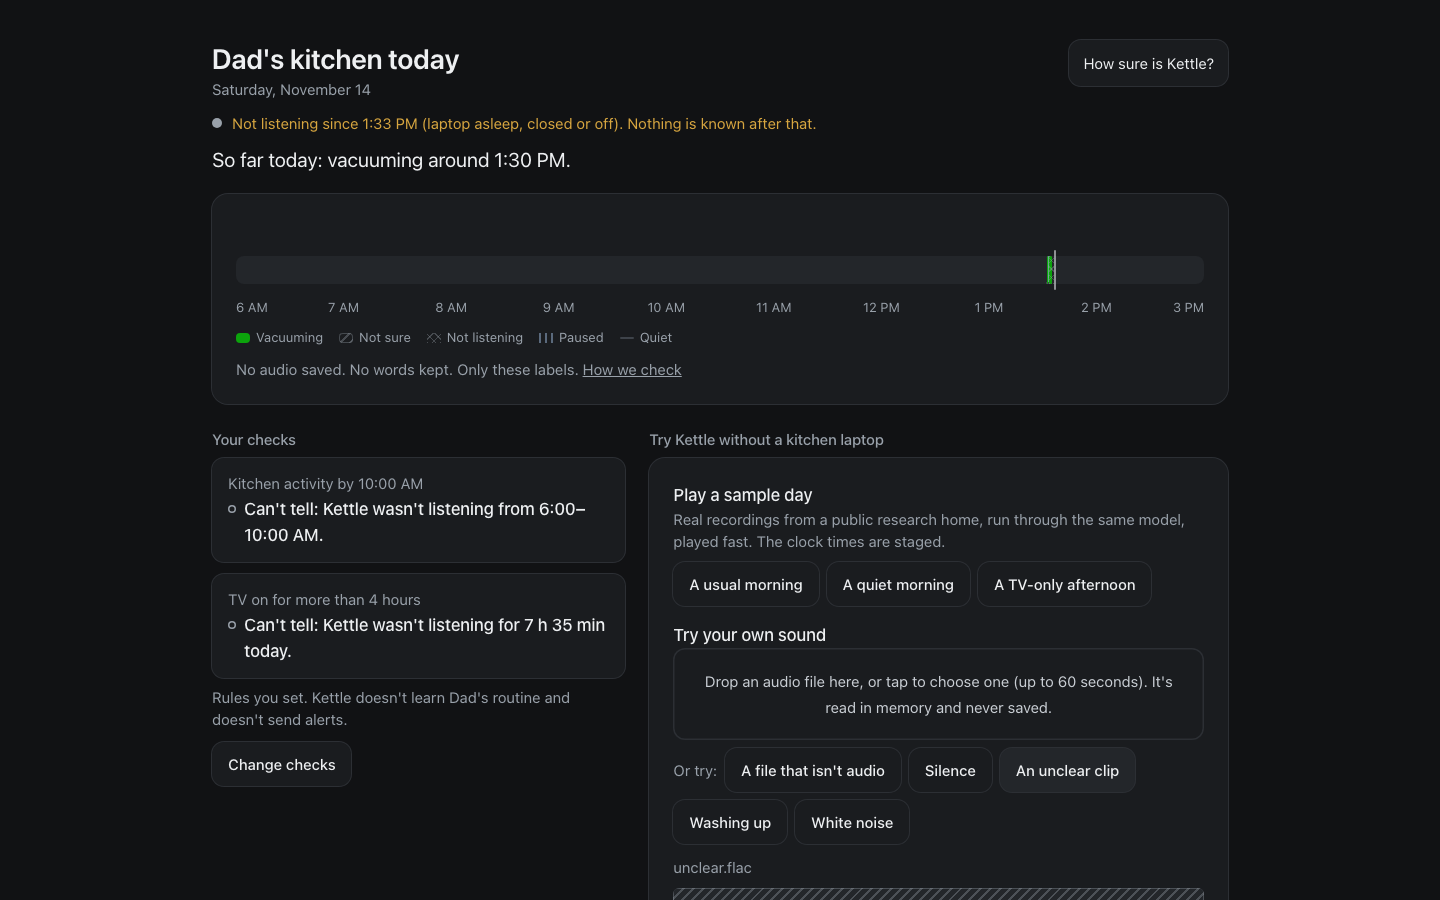 Dad's kitchen today
How sure is Kettle?
Saturday, November 14
Not listening since 1:33 PM (laptop asleep, closed or off). Nothing is known after that.
So far today: vacuuming around 1:30 PM.
6 AM 7 AM 8 AM 9 AM 10 AM 11 AM 12 PM 1 PM 2 PM 3 PM
Vacuuming Not sure Not listening Paused Quiet
No audio saved. No words kept. Only these labels. How we check
Your checks
Kitchen activity by 10:00 AM
Can't tell: Kettle wasn't listening from 6:00–
10:00 AM.
TV on for more than 4 hours
Can't tell: Kettle wasn't listening for 7 h 35 min
today.
Rules you set. Kettle doesn't learn Dad's routine and
doesn't send alerts.
Change checks
Try Kettle without a kitchen laptop
Play a sample day
Real recordings from a public research home, run through the same model,
played fast. The clock times are staged.
A usual morning A quiet morning A TV-only afternoon
Try your own sound
Drop an audio file here, or tap to choose one (up to 60 seconds). It's
read in memory and never saved.
Or try: A file that isn't audio Silence An unclear clip
Washing up White noise
unclear.flac